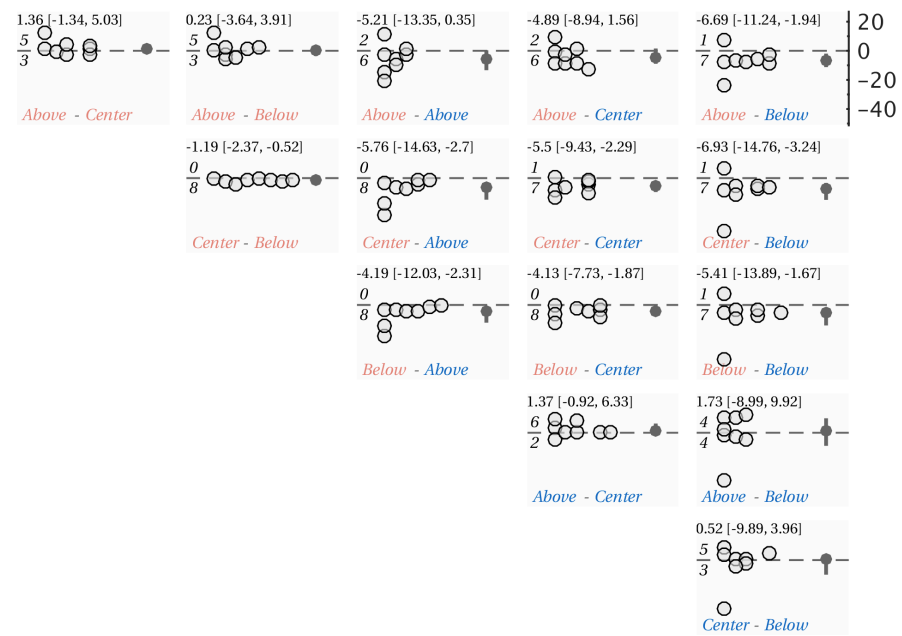 1.36 [-1.34, 5.03]
5
3
Above - Center
0.23 [-3.64, 3.91]
5
3
Above - Below
-5.21 [-13.35, 0.35]
2
6
Above - Above
-4.89 [-8.94, 1.56]
2
6
Above - Center
-6.69 [-11.24, -1.94]
1
7
Above - Below
20
0
−20
−40
-1.19 [-2.37, -0.52]
0
8
Center - Below
-5.76 [-14.63, -2.7]
0
8
Center - Above
-5.5 [-9.43, -2.29]
1
7
Center - Center
-6.93 [-14.76, -3.24]
1
7
Center - Below
-4.19 [-12.03, -2.31]
0
8
Below - Above
-4.13 [-7.73, -1.87]
0
8
Below - Center
-5.41 [-13.89, -1.67]
1
7
Below - Below
1.37 [-0.92, 6.33]
6
2
Above - Center
1.73 [-8.99, 9.92]
4
4
Above - Below
0.52 [-9.89, 3.96]
5
3
Center - Below